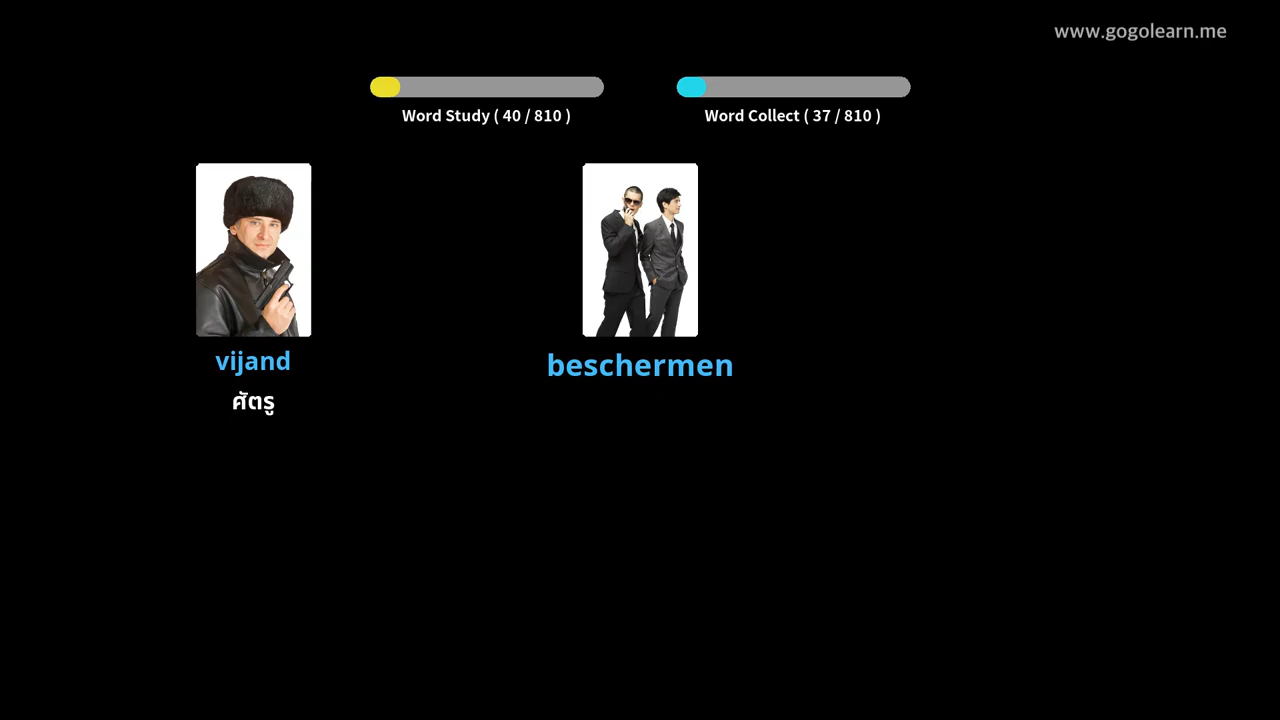 www.gogolearn.me
Word Study ( 40 / 810 )
Word Collect ( 37 / 810 )
vijand
ศัตรู
beschermen